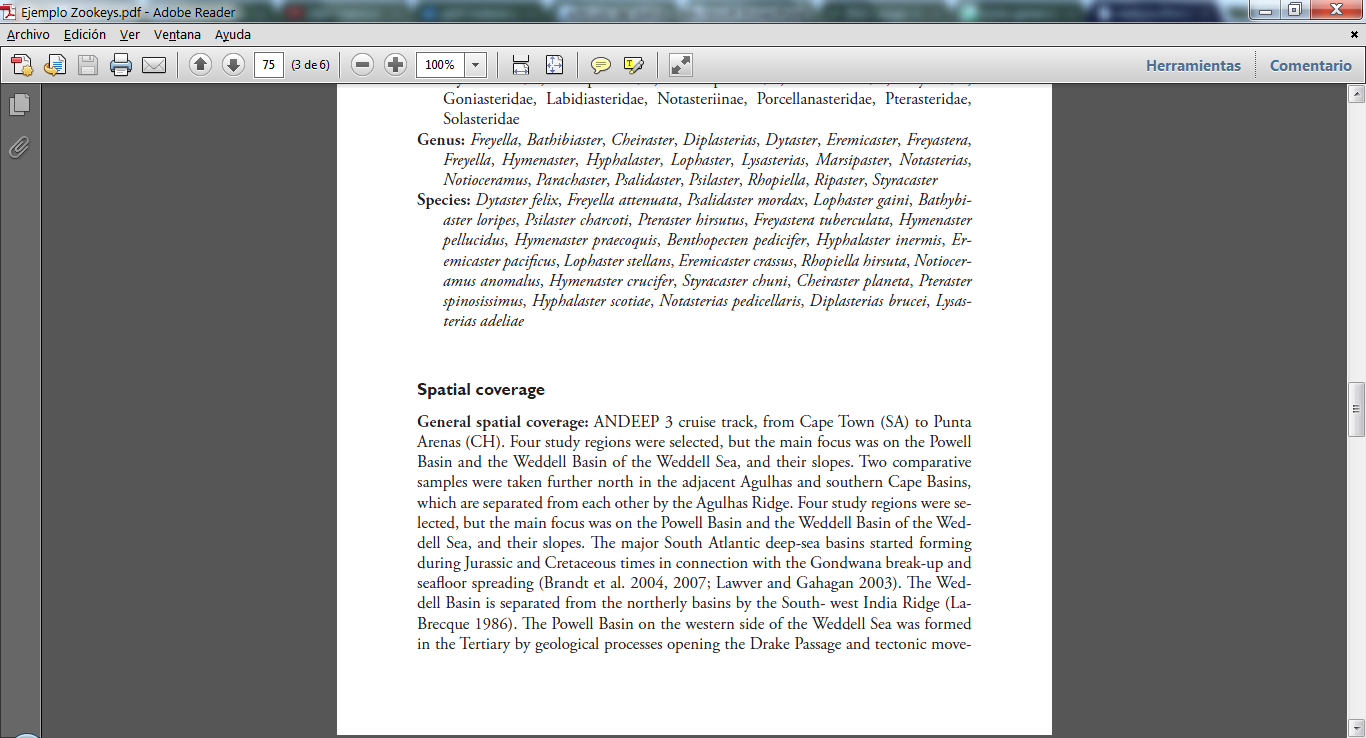 Ejemplo Zookeys.pdf - Adobe Reader
Archivo Edición Ver Ventana Ayuda
75 (3 de 6) 100% Herramientas Comentario
Goniasteridae, Labidiasteridae, Notasteriinae, Porcellanasteridae, Pterasteridae,
Solasteridae
Genus: Freyella, Bathibiaster, Cheiraster, Diplasterias, Dytaster, Eremicaster, Freyastera,
Freyella, Hymenaster, Hyphalaster, Lophaster, Lysasterias, Marsipaster, Notasterias,
Notioceramus, Parachaster, Psalidaster, Psilaster, Rhopiella, Ripaster, Styracaster
Species: Dytaster felix, Freyella attenuata, Psalidaster mordax, Lophaster gaini, Bathybi-
aster loripes, Psilaster charcoti, Pteraster hirsutus, Freyastera tuberculata, Hymenaster
pellucidus, Hymenaster praecoquis, Benthopecten pedicifer, Hyphalaster inermis, Er-
emicaster pacificus, Lophaster stellans, Eremicaster crassus, Rhopiella hirsuta, Notiocer-
amus anomalus, Hymenaster crucifer, Styracaster chuni, Cheiraster planeta, Pteraster
spinosissimus, Hyphalaster scotiae, Notasterias pedicellaris, Diplasterias brucei, Lysas-
terias adeliae
Spatial coverage
General spatial coverage: ANDEEP 3 cruise track, from Cape Town (SA) to Punta
Arenas (CH). Four study regions were selected, but the main focus was on the Powell
Basin and the Weddell Basin of the Weddell Sea, and their slopes. Two comparative
samples were taken further north in the adjacent Agulhas and southern Cape Basins,
which are separated from each other by the Agulhas Ridge. Four study regions were se-
lected, but the main focus was on the Powell Basin and the Weddell Basin of the Wed-
dell Sea, and their slopes. The major South Atlantic deep-sea basins started forming
during Jurassic and Cretaceous times in connection with the Gondwana break-up and
seafloor spreading (Brandt et al. 2004, 2007; Lawver and Gahagan 2003). The Wed-
dell Basin is separated from the northerly basins by the South- west India Ridge (La-
Brecque 1986). The Powell Basin on the western side of the Weddell Sea was formed
in the Tertiary by geological processes opening the Drake Passage and tectonic move-